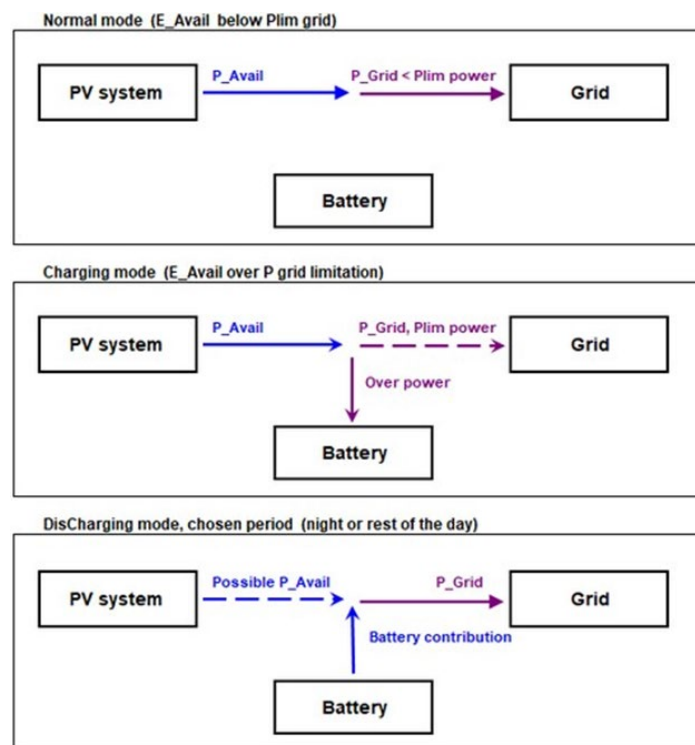 Normal mode (E_Avail below Plim grid)
P_Avail
P_Grid < Plim power
PV system
Grid
Battery
Charging mode (E_Avail over P grid limitation)
P_Avail
P_Grid, Plim power
PV system
Grid
Over power
Battery
DisCharging mode, chosen period (night or rest of the day)
Possible P_Avail
P_Grid
PV system
Grid
Battery contribution
Battery